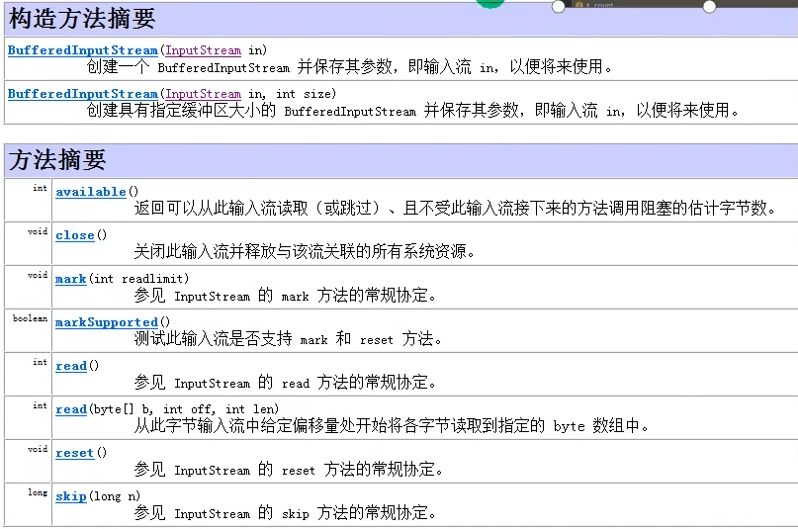 t count
构造方法摘要
BufferedInputStream(InputStream in)
创建一个 BufferedInputStream 并保存其参数，即输入流 in，以便将来使用。
BufferedInputStream(InputStream in, int size)
创建具有指定缓冲区大小的 BufferedInputStream 并保存其参数，即输入流 in，以便将来使用。
方法摘要
int available()
返回可以从此输入流读取（或跳过）、且不受此输入流接下来的方法调用阻塞的估计字节数。
void close()
关闭此输入流并释放与该流关联的所有系统资源。
void mark(int readlimit)
参见 InputStream 的 mark 方法的常规协定。
boolean markSupported()
测试此输入流是否支持 mark 和 reset 方法。
int read()
参见 InputStream 的 read 方法的常规协定。
int read(byte[] b, int off, int len)
从此字节输入流中给定偏移量处开始将各字节读取到指定的 byte 数组中。
void reset()
参见 InputStream 的 reset 方法的常规协定。
long skip(long n)
参见 InputStream 的 skip 方法的常规协定。